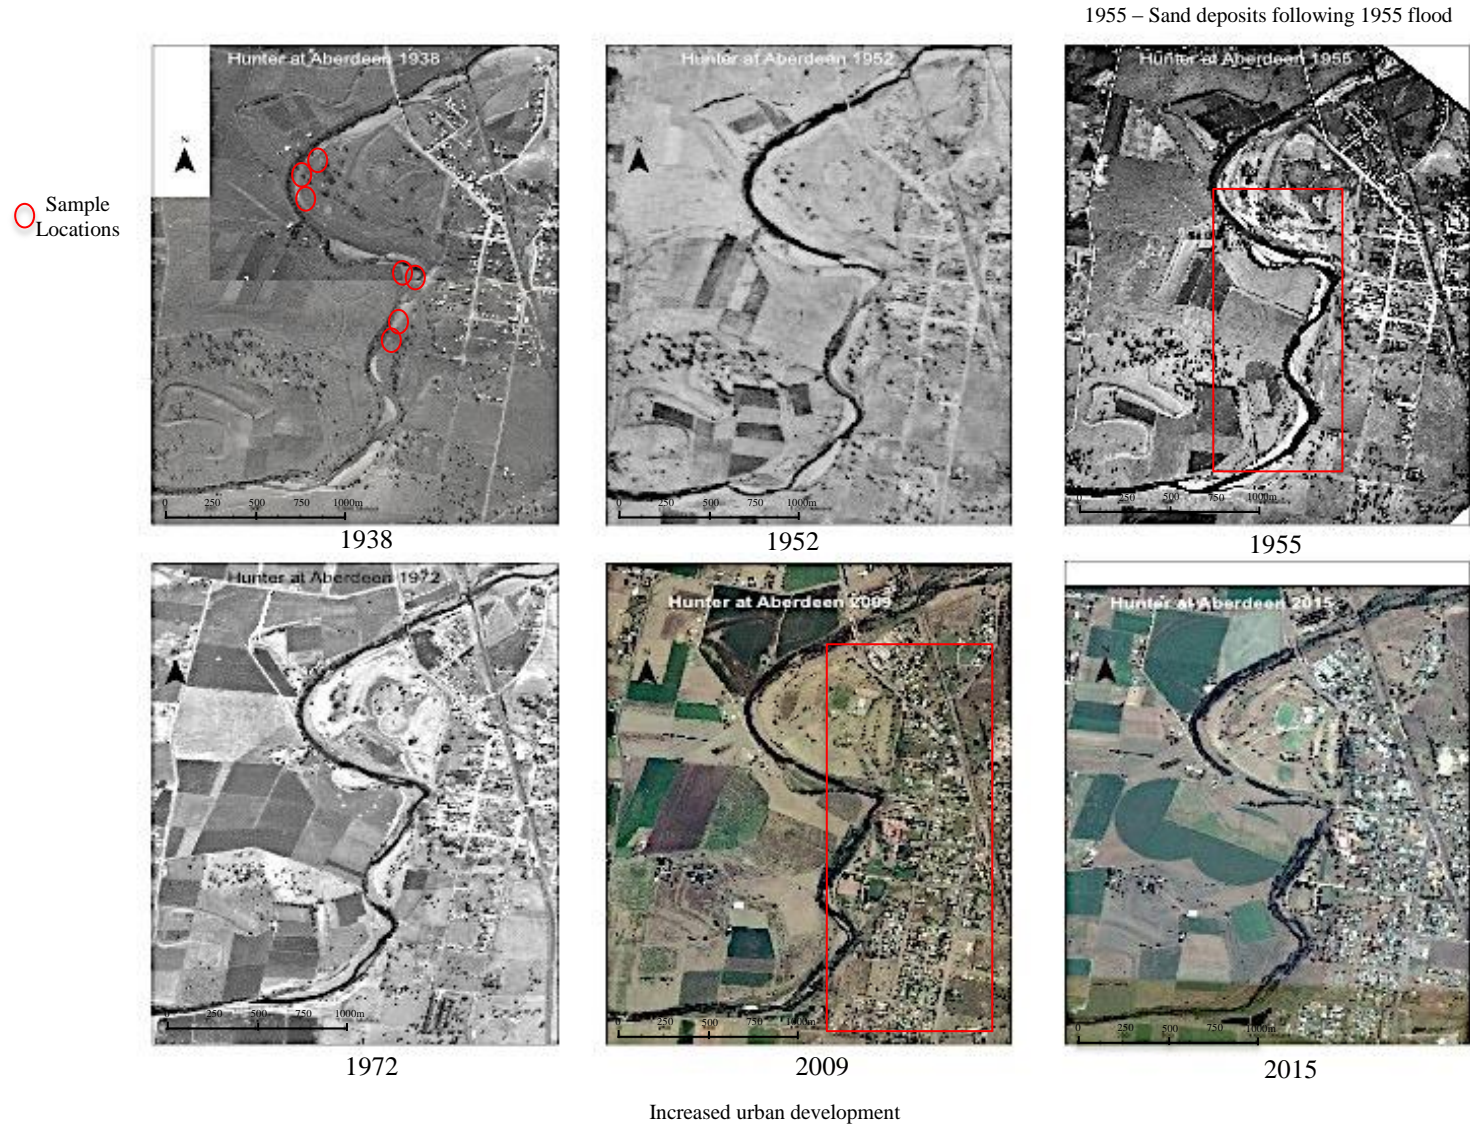 1955 – Sand deposits following 1955 flood
Hunter at Aberdeen 1938
Hunter at Aberdeen 1952
Hunter at Aberdeen 1955
N
Sample
Locations
0 250 500 750 1000m
0 250 500 750 1000m
0 250 500 750 1000m
1938
1952
1955
Hunter at Aberdeen 1972
Hunter at Aberdeen 2009
Hunter at Aberdeen 2015
0 250 500 750 1000m
0 250 500 750 1000m
0 250 500 750 1000m
1972
2009
2015
Increased urban development